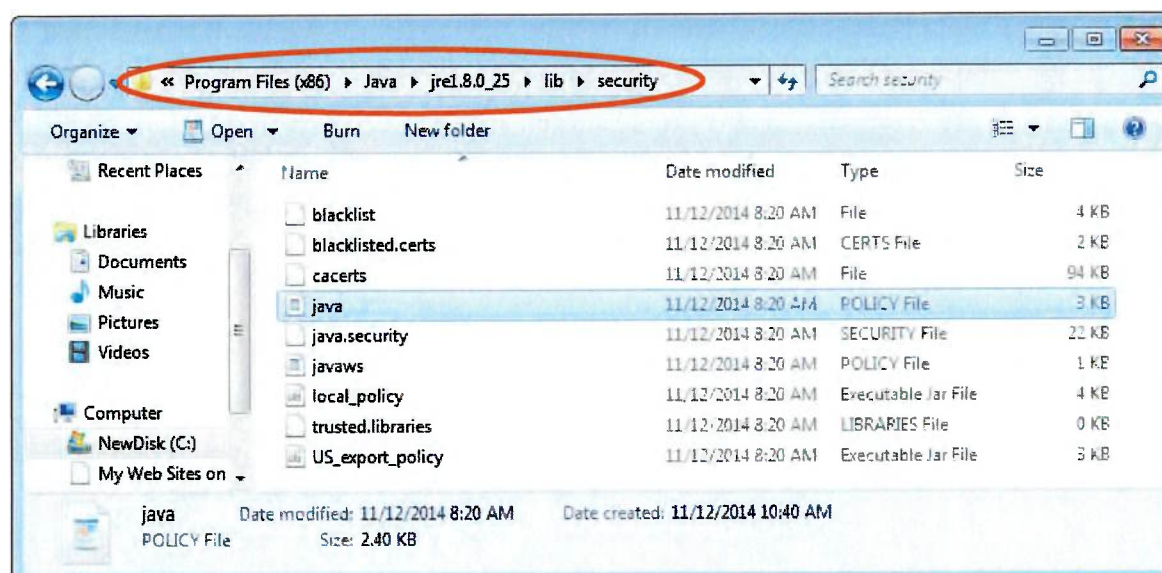 « Program Files (x86) ▸ Java ▸ jre1.8.0_25 ▸ lib ▸ security Search security
Organize Open Burn New folder
Recent Places
Libraries
Documents
Music
Pictures
Videos
Computer
NewDisk (C:)
My Web Sites on
Name Date modified Type Size
blacklist 11/12/2014 8:20 AM File 4 KB
blacklisted.certs 11/12/2014 8:20 AM CERTS File 2 KB
cacerts 11/12/2014 8:20 AM File 94 KB
java 11/12/2014 8:20 AM POLICY File 3 KB
java.security 11/12/2014 8:20 AM SECURITY File 22 KB
javaws 11/12/2014 8:20 AM POLICY File 1 KB
local_policy 11/12/2014 8:20 AM Executable Jar File 4 KB
trusted.libraries 11/12/2014 8:20 AM LIBRARIES File 0 KB
US_export_policy 11/12/2014 8:20 AM Executable Jar File 3 KB
java Date modified: 11/12/2014 8:20 AM Date created: 11/12/2014 10:40 AM
POLICY File Size: 2.40 KB